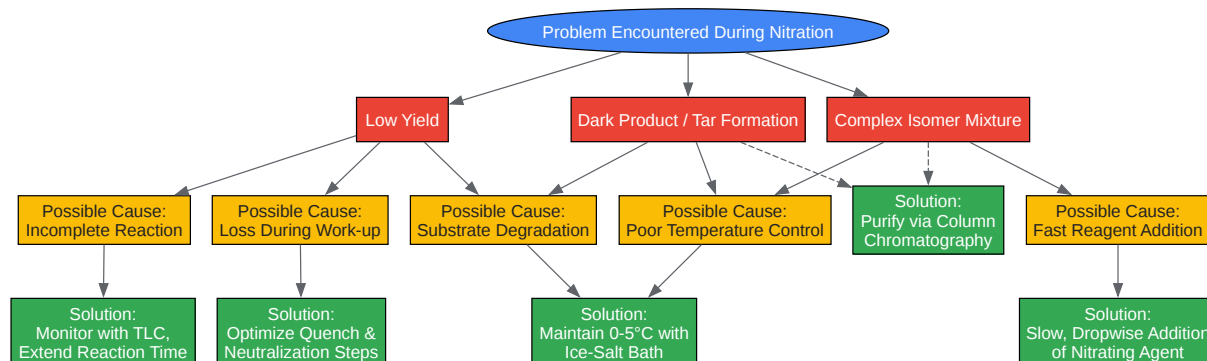 Problem Encountered During Nitration
Low Yield
Dark Product / Tar Formation
Complex Isomer Mixture
Possible Cause:
Incomplete Reaction
Possible Cause:
Loss During Work-up
Possible Cause:
Substrate Degradation
Possible Cause:
Poor Temperature Control
Solution:
Purify via Column
Chromatography
Possible Cause:
Fast Reagent Addition
Solution:
Monitor with TLC,
Extend Reaction Time
Solution:
Optimize Quench &
Neutralization Steps
Solution:
Maintain 0-5°C with
Ice-Salt Bath
Solution:
Slow, Dropwise Addition
of Nitrating Agent